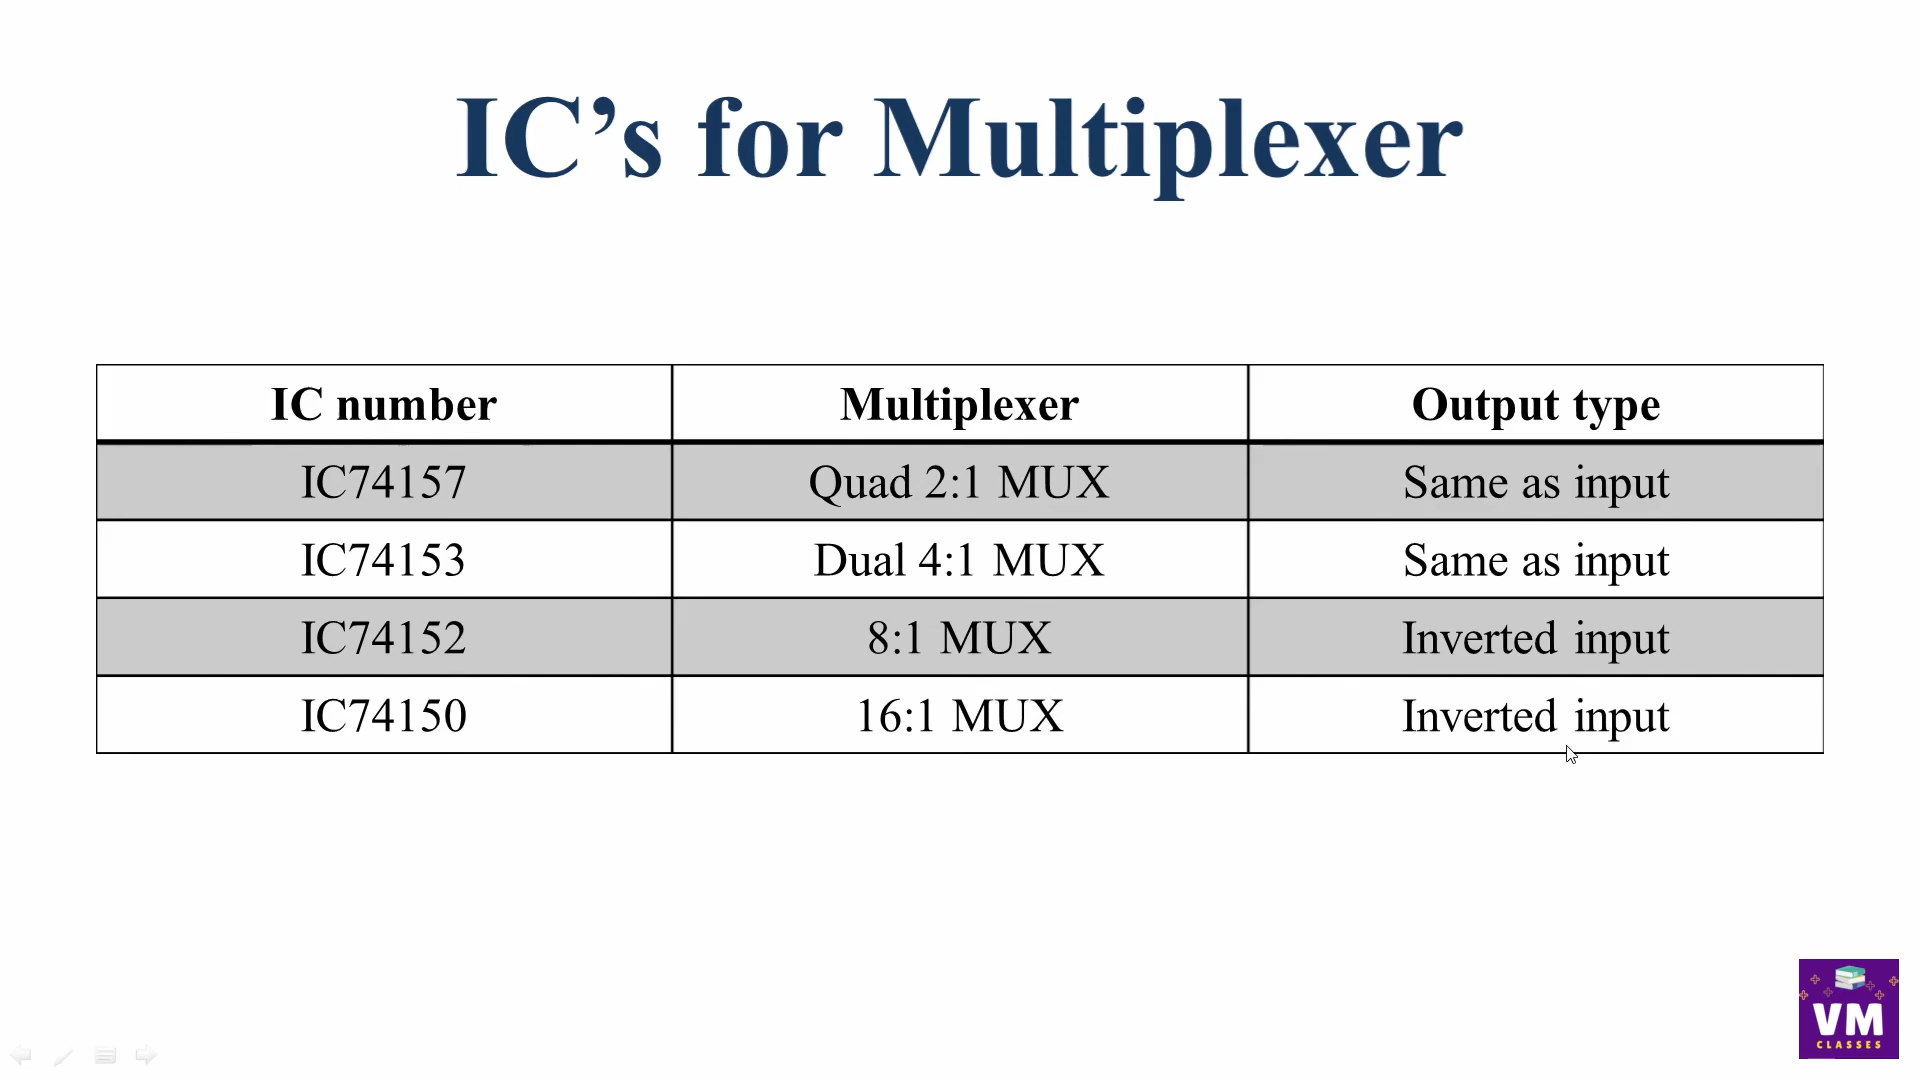 IC’s for Multiplexer
IC number Multiplexer Output type
IC74157 Quad 2:1 MUX Same as input
IC74153 Dual 4:1 MUX Same as input
IC74152 8:1 MUX Inverted input
IC74150 16:1 MUX Inverted input
VM
CLASSES